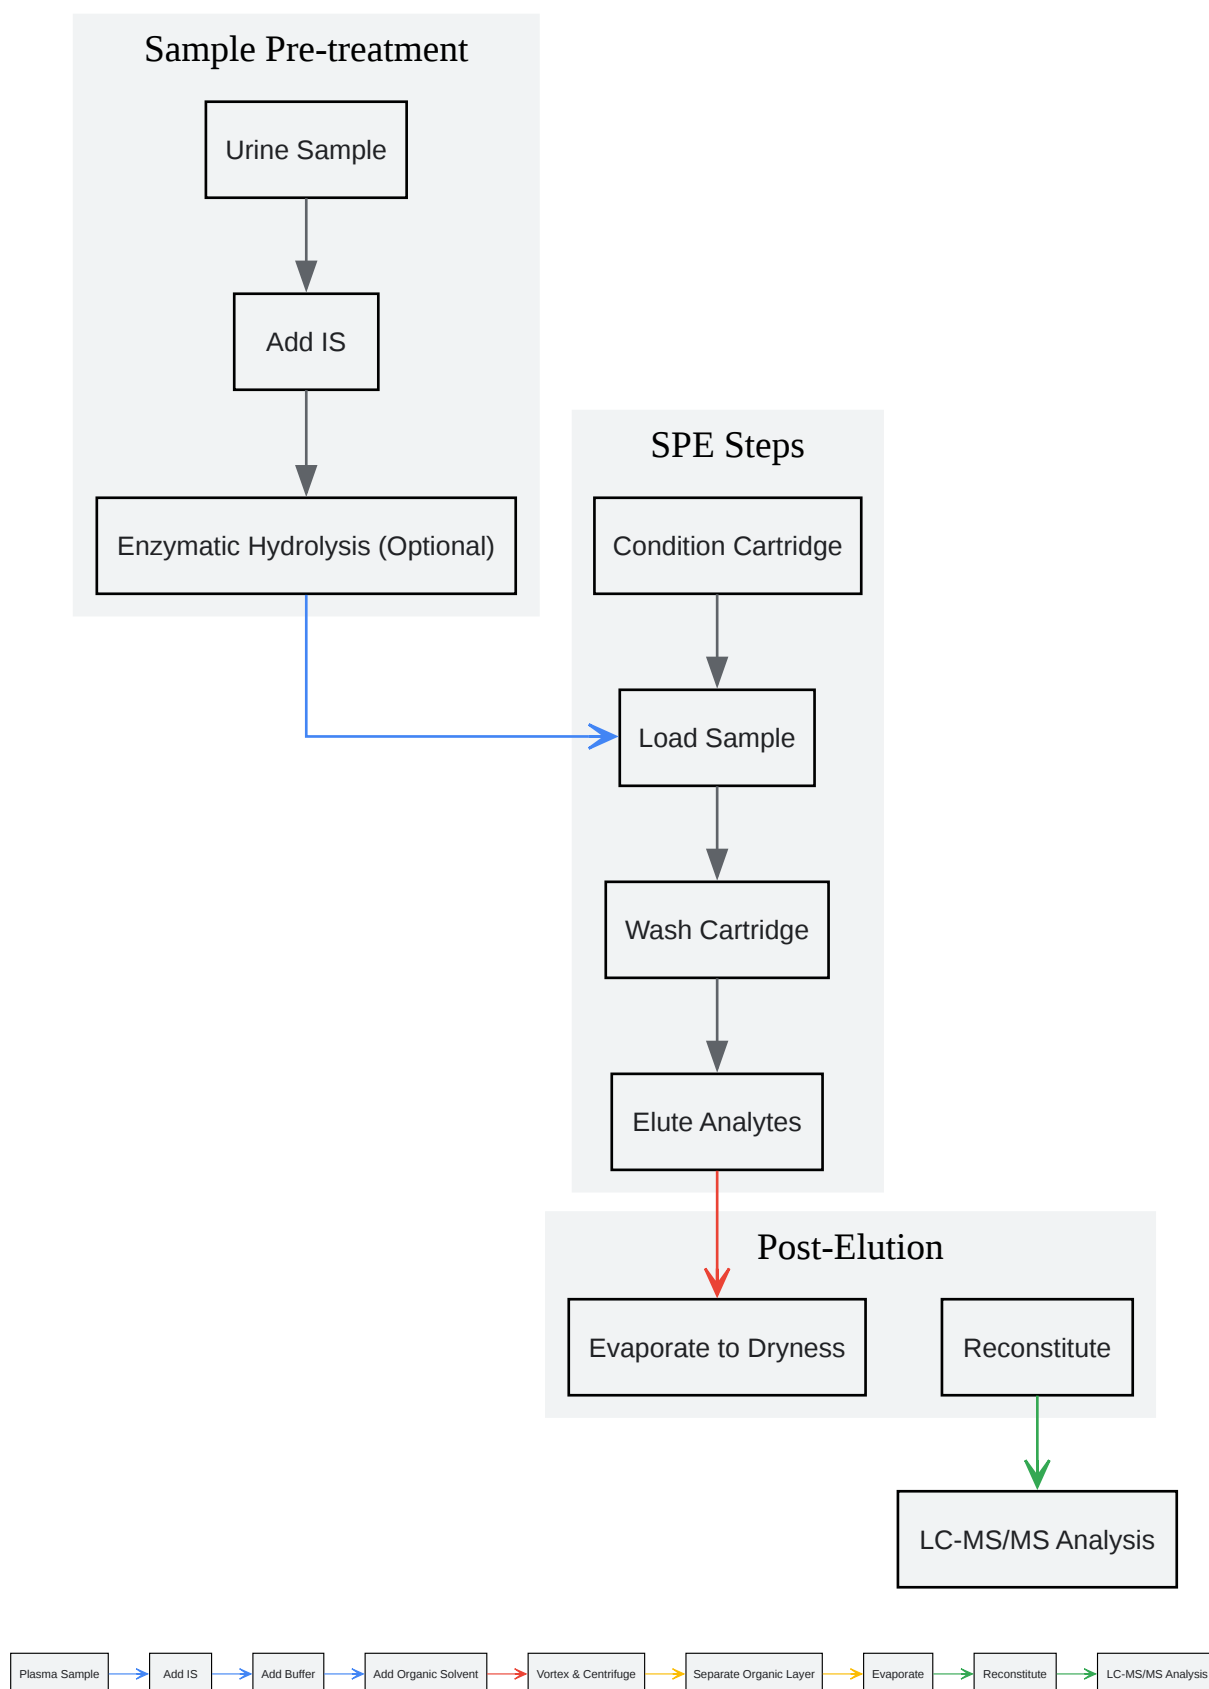 Sample Pre-treatment
Urine Sample
Add IS
Enzymatic Hydrolysis (Optional)
SPE Steps
Condition Cartridge
Load Sample
Wash Cartridge
Elute Analytes
Post-Elution
Evaporate to Dryness
Reconstitute
LC-MS/MS Analysis
Plasma Sample
Add IS
Add Buffer
Add Organic Solvent
Vortex & Centrifuge
Separate Organic Layer
Evaporate
Reconstitute
LC-MS/MS Analysis